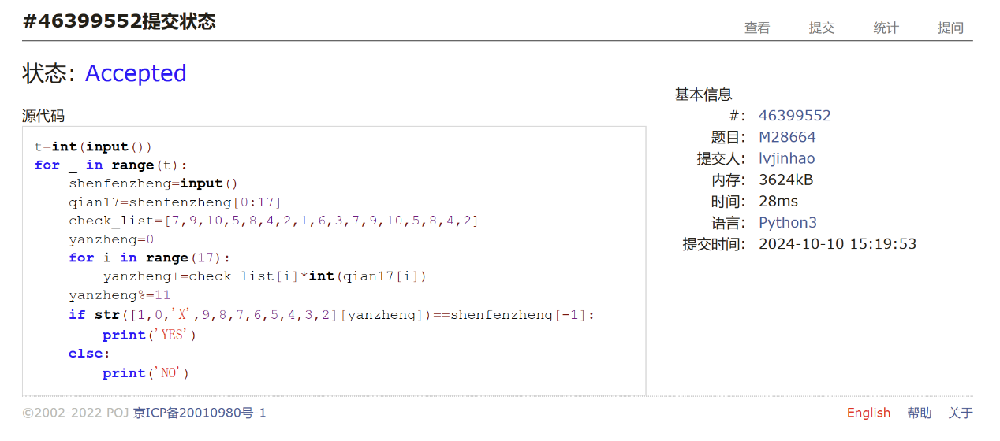 #46399552提交状态
查看 提交 统计 提问
状态: Accepted
源代码
t=int(input())
for _ in range(t):
    shenfenzheng=input()
    qian17=shenfenzheng[0:17]
    check_list=[7,9,10,5,8,4,2,1,6,3,7,9,10,5,8,4,2]
    yanzheng=0
    for i in range(17):
        yanzheng+=check_list[i]*int(qian17[i])
    yanzheng%=11
    if str([1,0,'X',9,8,7,6,5,4,3,2][yanzheng])==shenfenzheng[-1]:
        print('YES')
    else:
        print('NO')
基本信息
#: 46399552
题目: M28664
提交人: lvjinhao
内存: 3624kB
时间: 28ms
语言: Python3
提交时间: 2024-10-10 15:19:53
©2002-2022 POJ 京ICP备20010980号-1
English 帮助 关于